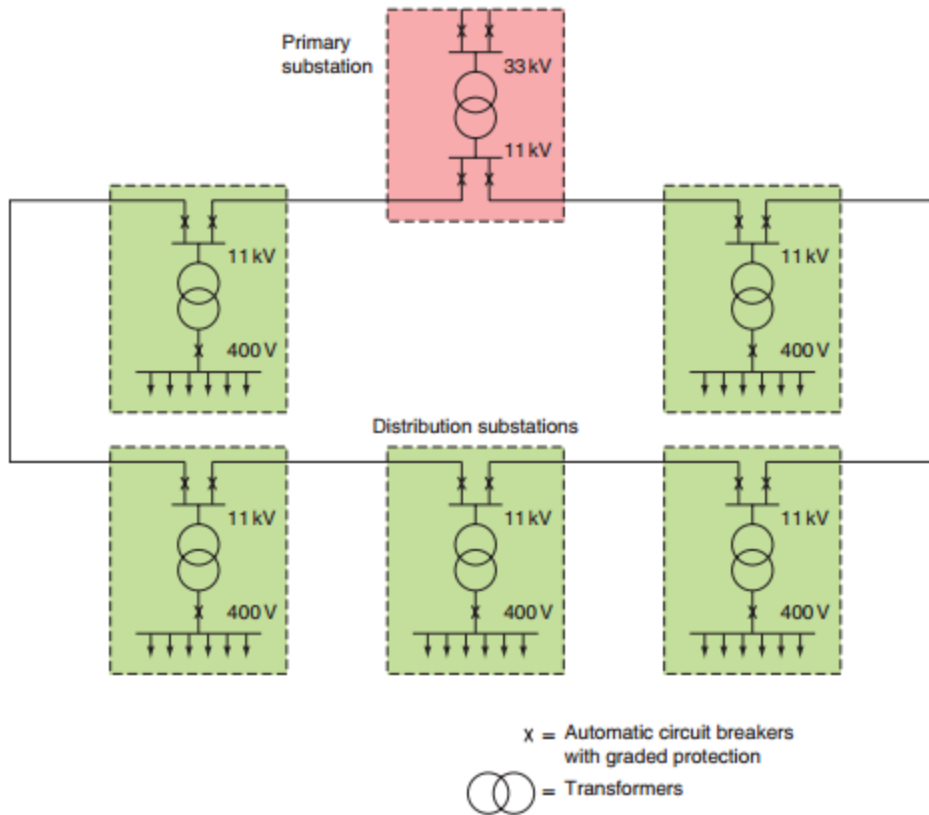 Primary
substation
33 kV
11 kV
11 kV
400 V
11 kV
400 V
Distribution substations
11 kV
400 V
11 kV
400 V
11 kV
400 V
x = Automatic circuit breakers
with graded protection
= Transformers